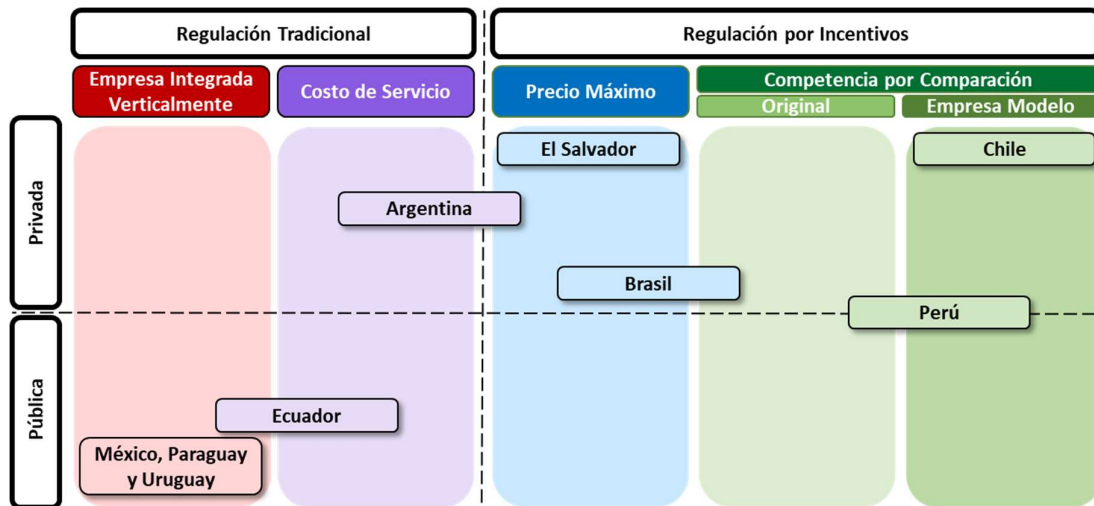 Regulación Tradicional
Regulación por Incentivos
Empresa Integrada
Verticalmente
Costo de Servicio
Precio Máximo
Competencia por Comparación
Original
Empresa Modelo
Privada
El Salvador
Chile
Argentina
Brasil
Perú
Pública
Ecuador
México, Paraguay
y Uruguay